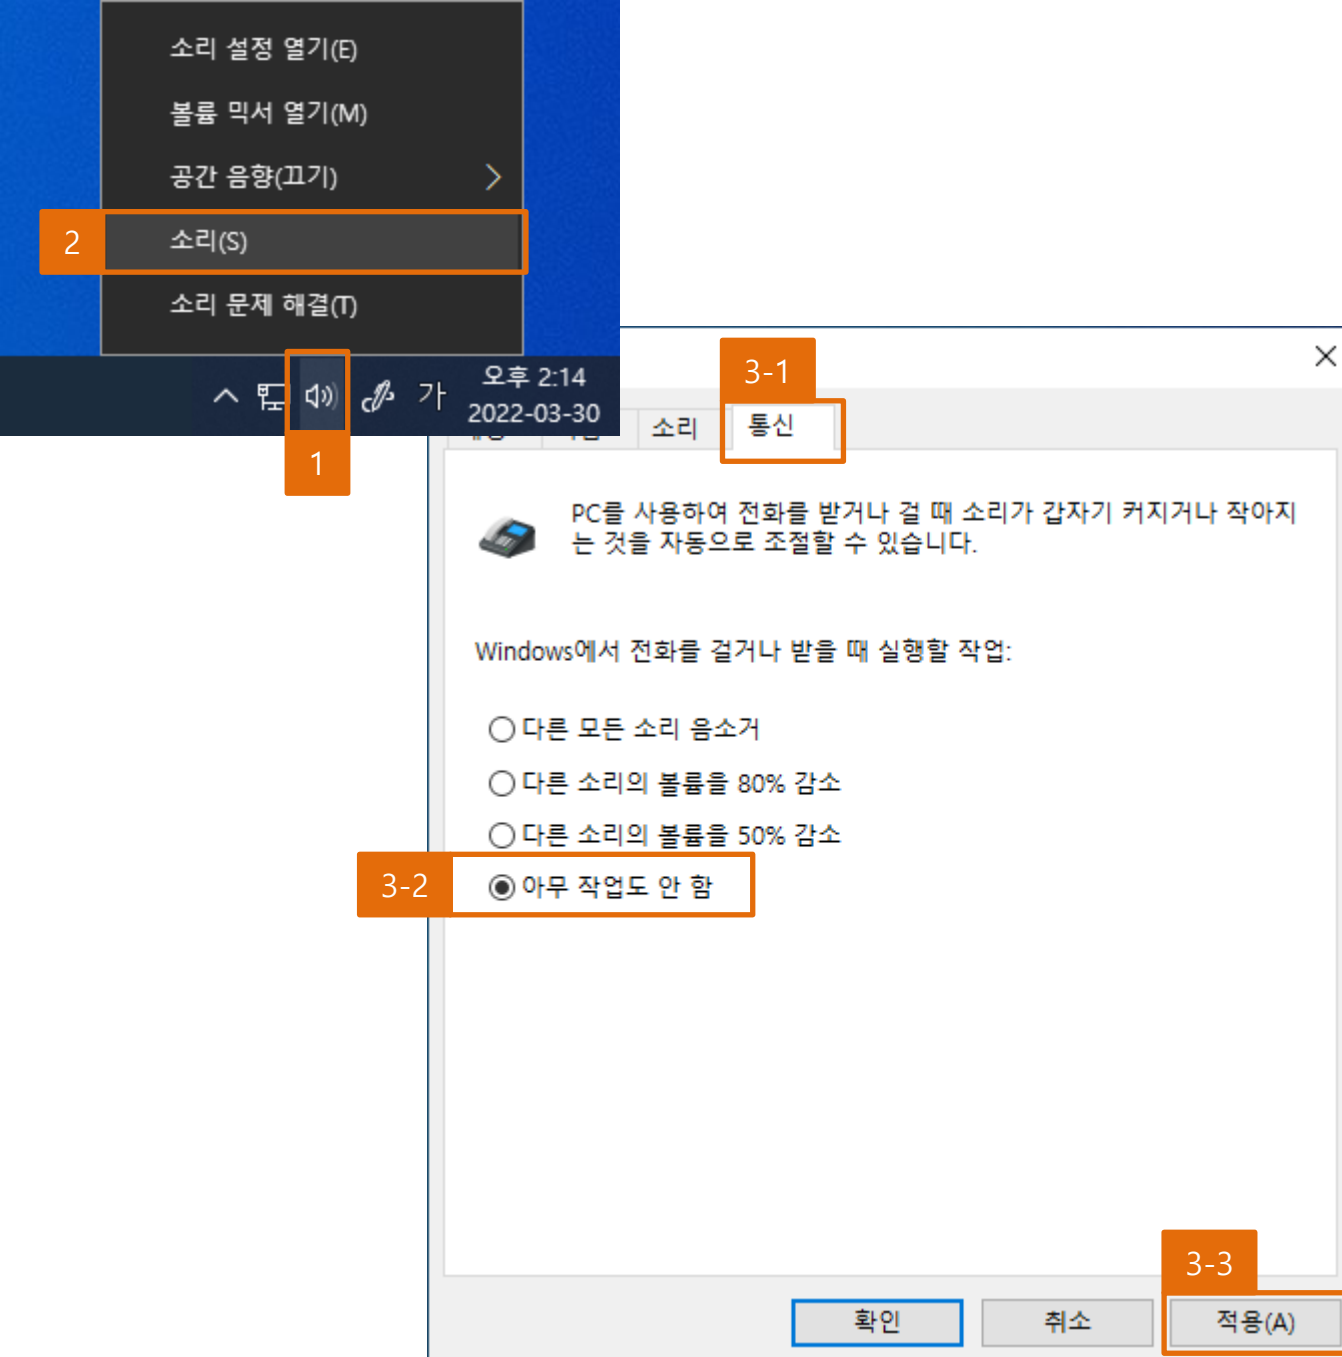 소리 설정 열기(E)
볼륨 믹서 열기(M)
공간 음향(끄기)
2
소리(S)
소리 문제 해결(T)
가
오후 2:14
2022-03-30
1
3-1
소리
통신
PC를 사용하여 전화를 받거나 걸 때 소리가 갑자기 커지거나 작아지
는 것을 자동으로 조절할 수 있습니다.
Windows에서 전화를 걸거나 받을 때 실행할 작업:
다른 모든 소리 음소거
다른 소리의 볼륨을 80% 감소
다른 소리의 볼륨을 50% 감소
3-2
아무 작업도 안 함
3-3
확인
취소
적용(A)